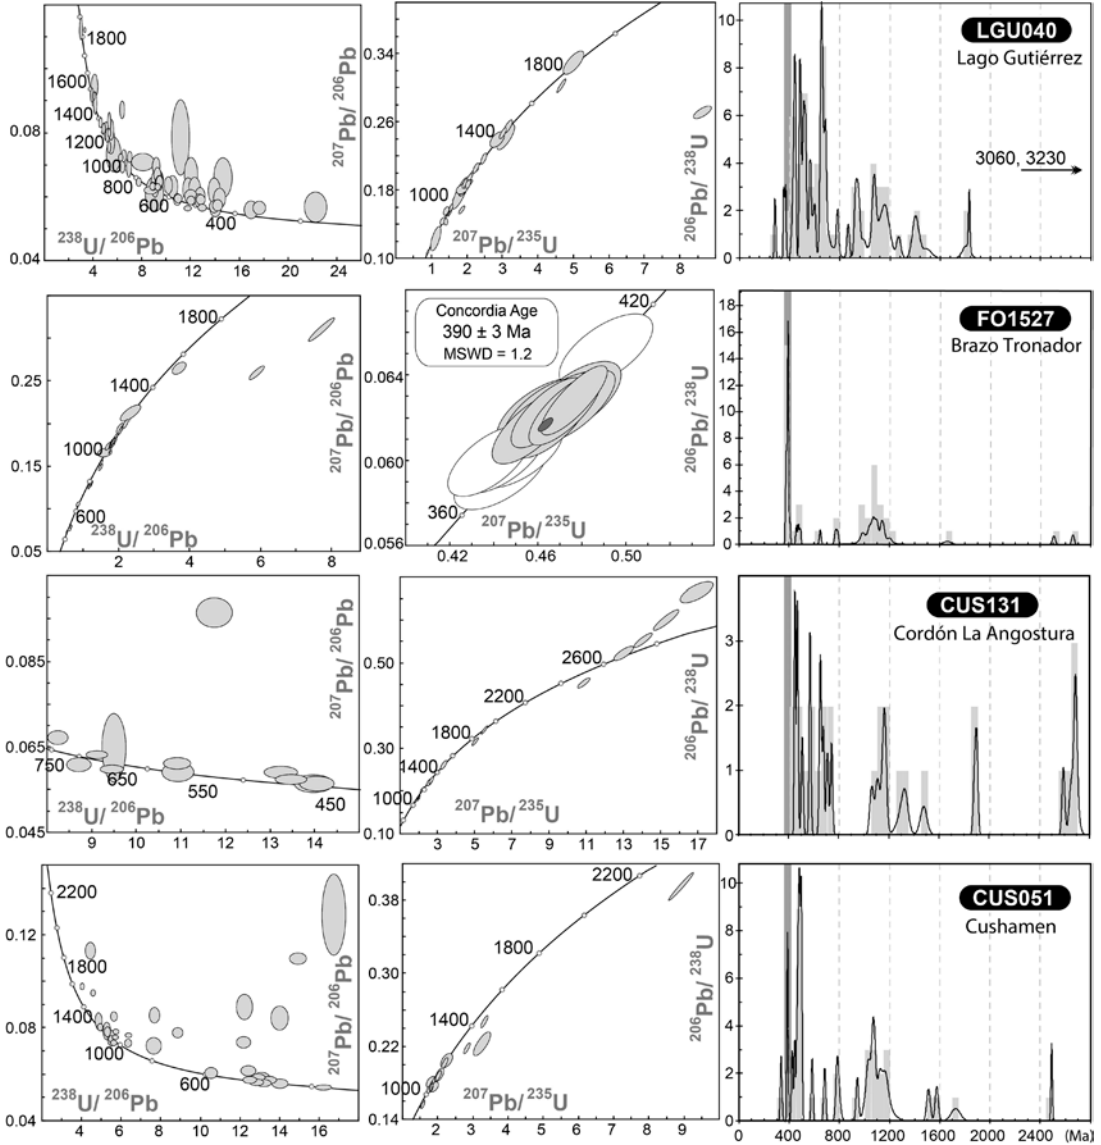 1800
1600
1400
1200
1000
800
600
400
0.08
0.04
4 8 12 16 20 24
238U/ 206Pb
207Pb/ 206Pb
0.34
0.26
0.18
0.10
1800
1400
1000
1 2 3 4 5 6 7 8
207Pb/ 235U
206Pb/ 238U
10
8
6
4
2
0
LGU040
Lago Gutiérrez
3060, 3230
1800
1400
1000
600
0.25
0.15
0.05
2 4 6 8
238U/ 206Pb
207Pb/ 206Pb
Concordia Age
390 ± 3 Ma
MSWD = 1.2
420
360
0.064
0.060
0.056
0.42 0.46 0.50
207Pb/ 235U
206Pb/ 238U
18
16
14
12
10
8
6
4
2
0
FO1527
Brazo Tronador
0.085
0.065
0.045
750
650
550
450
9 10 11 12 13 14
238U/ 206Pb
207Pb/ 206Pb
2600
2200
1800
1400
1000
0.50
0.30
0.10
3 5 7 9 11 13 15 17
207Pb/ 235U
206Pb/ 238U
3
2
1
0
CUS131
Cordón La Angostura
2200
1800
1400
1000
600
0.12
0.08
0.04
4 6 8 10 12 14 16
238U/ 206Pb
207Pb/ 206Pb
2200
1800
1400
1000
0.38
0.30
0.22
0.14
2 3 4 5 6 7 8 9
207Pb/ 235U
206Pb/ 238U
10
8
6
4
2
0
CUS051
Cushamen
0 400 800 1200 1600 2000 2400 (Ma)